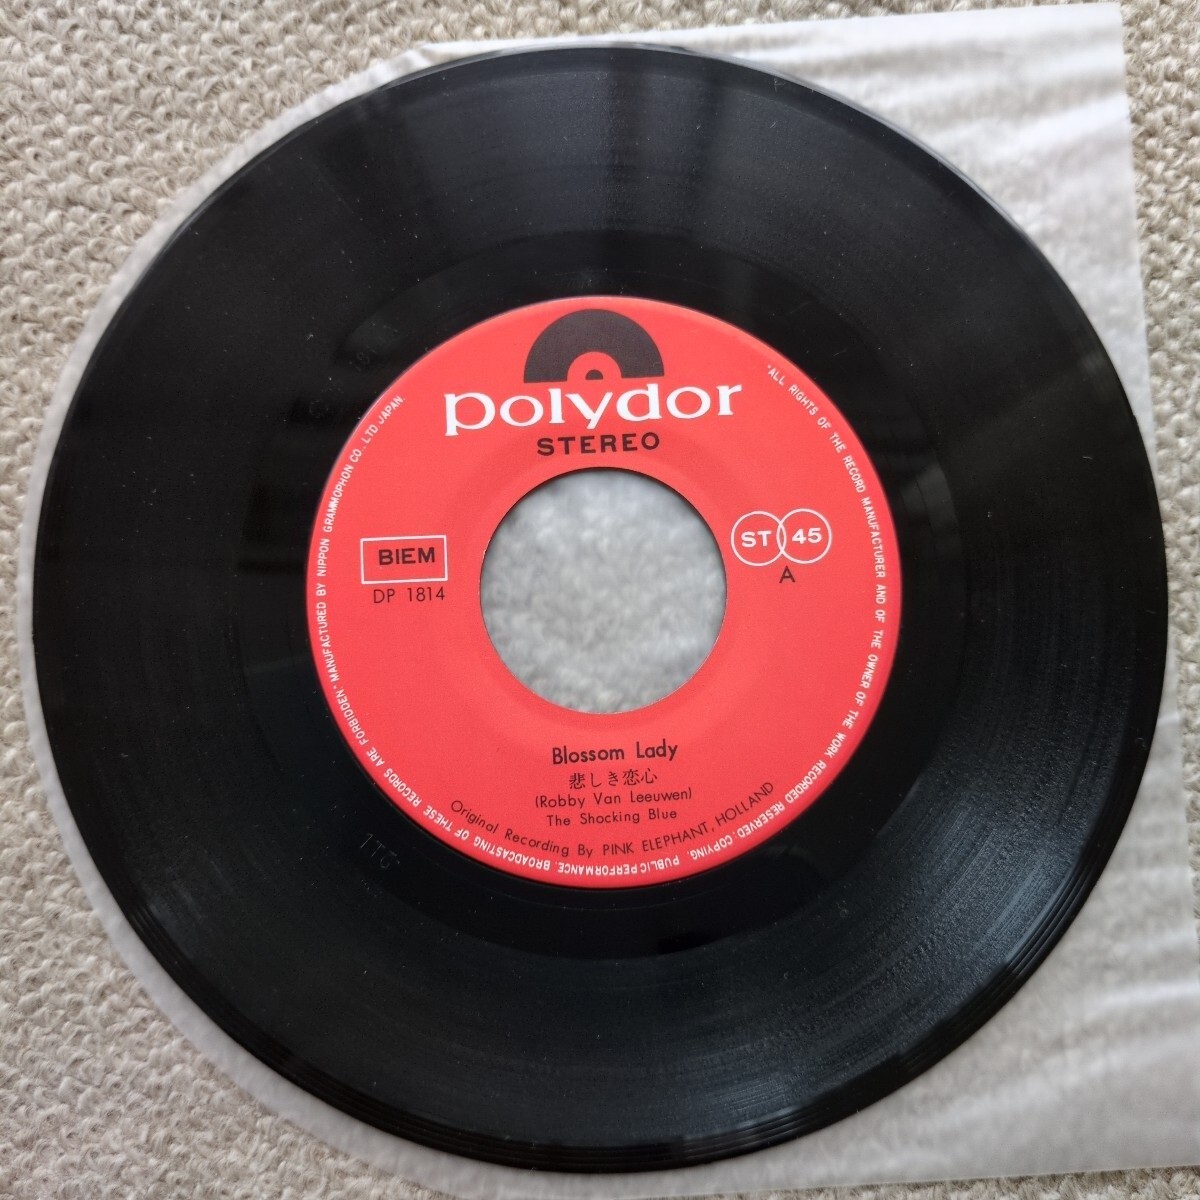 polydor
STEREO
BIEM
DP 1814
ST 45
A
Blossom Lady
悲しき恋心
(Robby Van Leeuwen)
The Shocking Blue
Original Recording By PINK ELEPHANT, HOLLAND
ALL RIGHTS OF THE RECORD MANUFACTURER AND OF THE OWNER OF THE WORK RECORDED RESERVED. COPYING. PUBLIC PERFORMANCE. BROADCASTING OF THESE RECORDS ARE FORBIDDEN • MANUFACTURED BY NIPPON GRAMMOPHON CO., LTD JAPAN.